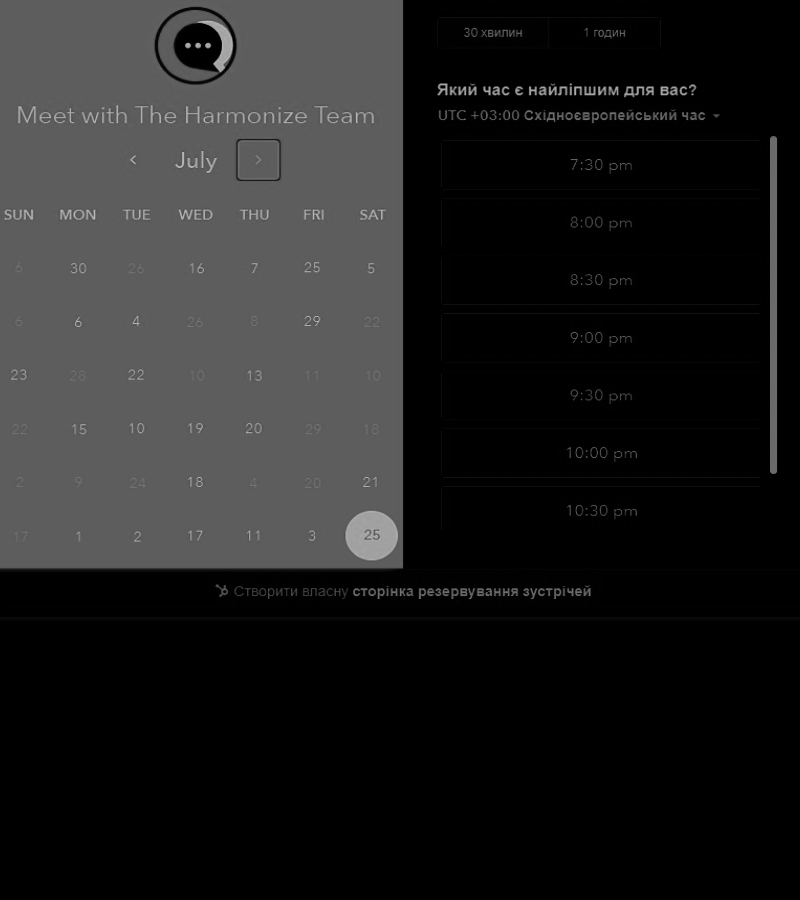 Meet with The Harmonize Team
July
SUN MON TUE WED THU FRI SAT
6 30 26 16 7 25 5
6 6 4 26 8 29 22
23 28 22 10 13 11 10
22 15 10 19 20 29 18
2 9 24 18 4 20 21
17 1 2 17 11 3 25
30 хвилин 1 годин
Який час є найліпшим для вас?
UTC +03:00 Східноєвропейський час
7:30 pm
8:00 pm
8:30 pm
9:00 pm
9:30 pm
10:00 pm
10:30 pm
Створити власну сторінка резервування зустрічей